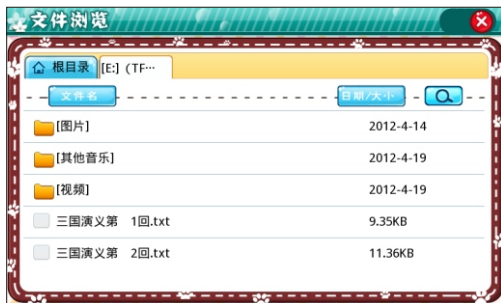 文件浏览
根目录 [E:] (TF…
文件名 日期/大小
[图片] 2012-4-14
[其他音乐] 2012-4-19
[视频] 2012-4-19
三国演义第 1回.txt 9.35KB
三国演义第 2回.txt 11.36KB